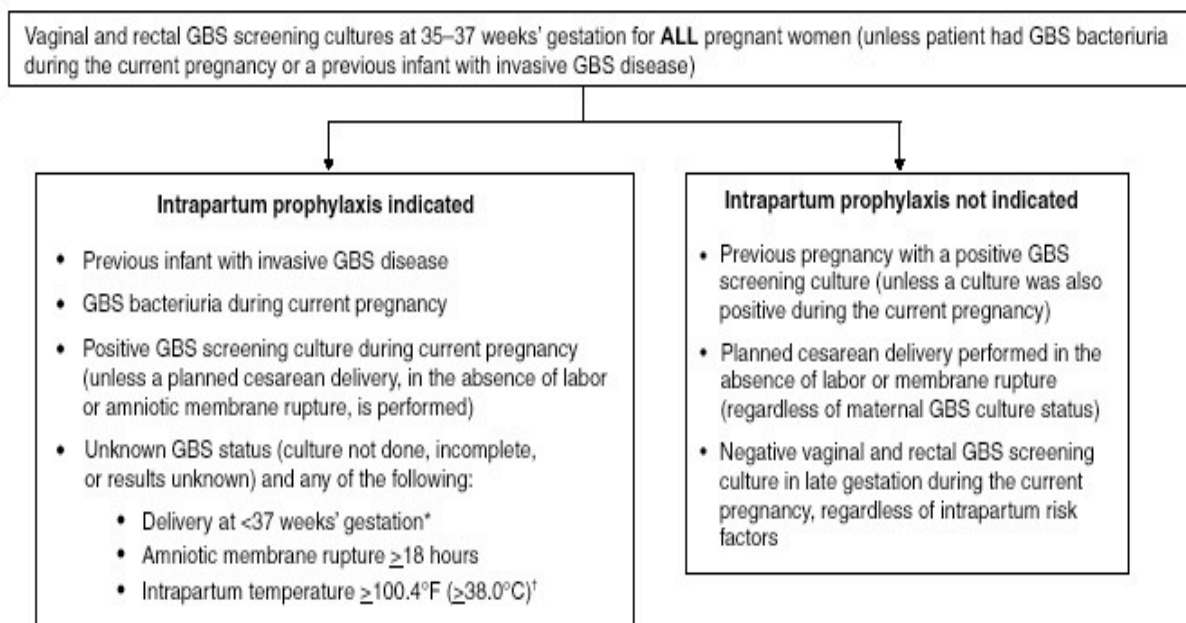 Vaginal and rectal GBS screening cultures at 35–37 weeks' gestation for ALL pregnant women (unless patient had GBS bacteriuria
during the current pregnancy or a previous infant with invasive GBS disease)
Intrapartum prophylaxis indicated
• Previous infant with invasive GBS disease
• GBS bacteriuria during current pregnancy
• Positive GBS screening culture during current pregnancy
(unless a planned cesarean delivery, in the absence of labor
or amniotic membrane rupture, is performed)
• Unknown GBS status (culture not done, incomplete,
or results unknown) and any of the following:
• Delivery at <37 weeks' gestation*
• Amniotic membrane rupture ≥18 hours
• Intrapartum temperature ≥100.4°F (≥38.0°C)†
Intrapartum prophylaxis not indicated
• Previous pregnancy with a positive GBS
screening culture (unless a culture was also
positive during the current pregnancy)
• Planned cesarean delivery performed in the
absence of labor or membrane rupture
(regardless of maternal GBS culture status)
• Negative vaginal and rectal GBS screening
culture in late gestation during the current
pregnancy, regardless of intrapartum risk
factors